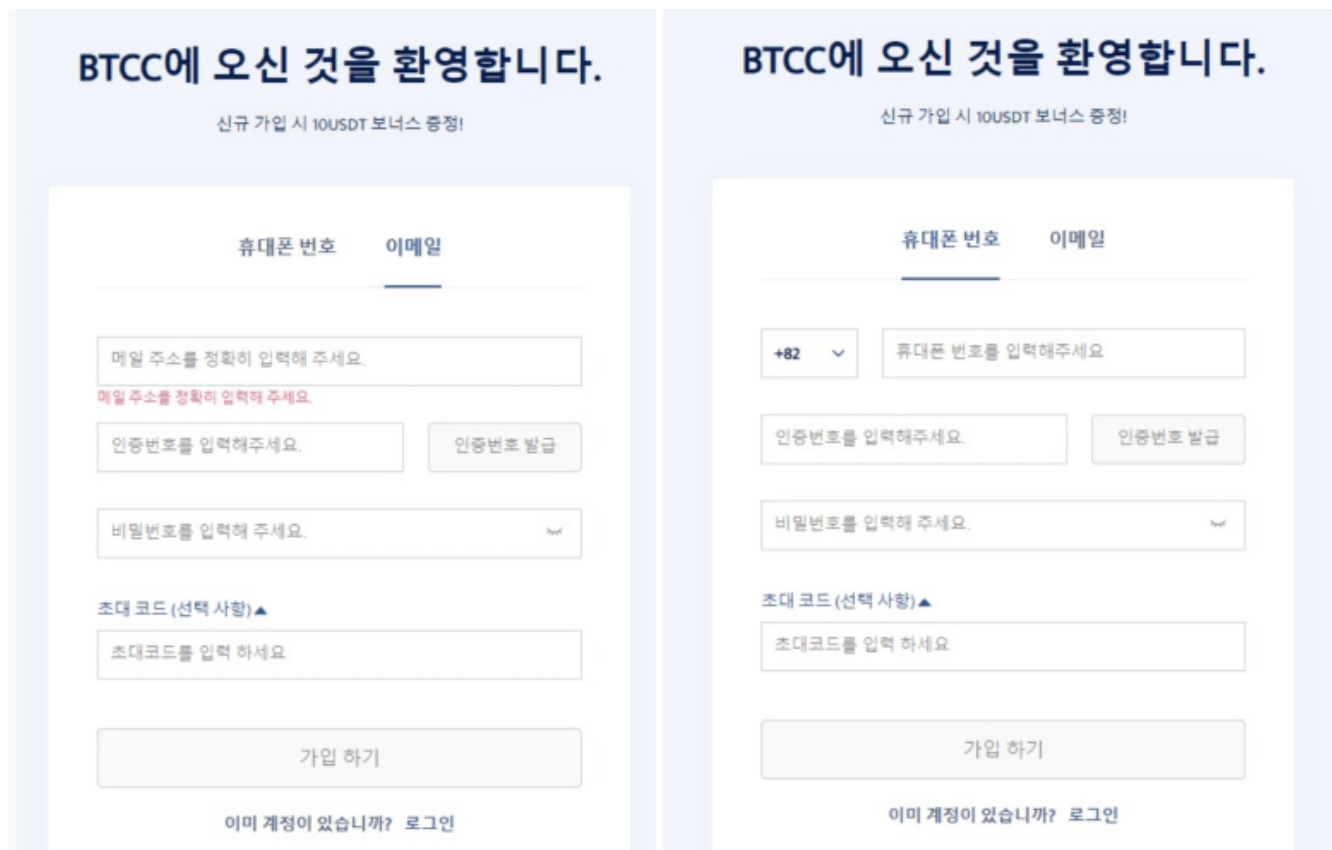 BTCC에 오신 것을 환영합니다.
신규 가입 시 10USDT 보너스 증정!
휴대폰 번호 이메일
메일 주소를 정확히 입력해 주세요.
메일 주소를 정확히 입력해 주세요.
인증번호를 입력해주세요. 인증번호 발급
비밀번호를 입력해 주세요.
초대 코드 (선택 사항)▲
초대코드를 입력 하세요
가입 하기
이미 계정이 있습니까? 로그인
BTCC에 오신 것을 환영합니다.
신규 가입 시 10USDT 보너스 증정!
휴대폰 번호 이메일
+82 휴대폰 번호를 입력해주세요
인증번호를 입력해주세요. 인증번호 발급
비밀번호를 입력해 주세요.
초대 코드 (선택 사항)▲
초대코드를 입력 하세요
가입 하기
이미 계정이 있습니까? 로그인